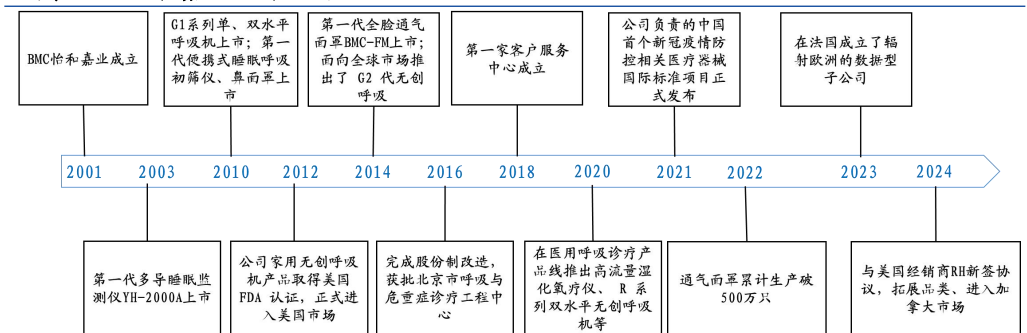 BMC怡和嘉业成立
G1系列单、双水平
呼吸机上市；第一
代便携式睡眠呼吸
初筛仪、鼻面罩上
市
第一代全脸通气
面罩BMC-FM上市；
面向全球市场推
出了 G2 代无创
呼吸
第一家客户服务
中心成立
公司负责的中国
首个新冠疫情防
控相关医疗器械
国际标准项目正
式发布
在法国成立了辐
射欧洲的数据型
子公司
2001 2003 2010 2012 2014 2016 2018 2020 2021 2022 2023 2024
第一代多导睡眠监
测仪YH-2000A上市
公司家用无创呼吸
机产品取得美国
FDA 认证，正式进
入美国市场
完成股份制改进，
获批北京市呼吸与
危重症诊疗工程中
心
在医用呼吸诊疗产
品线推出高流量湿
化氧疗仪、 R 系
列双水平无创呼吸
机等
通气面罩累计生产破
500万只
与美国经销商RH新签协
议，拓展品类、进入加
拿大市场